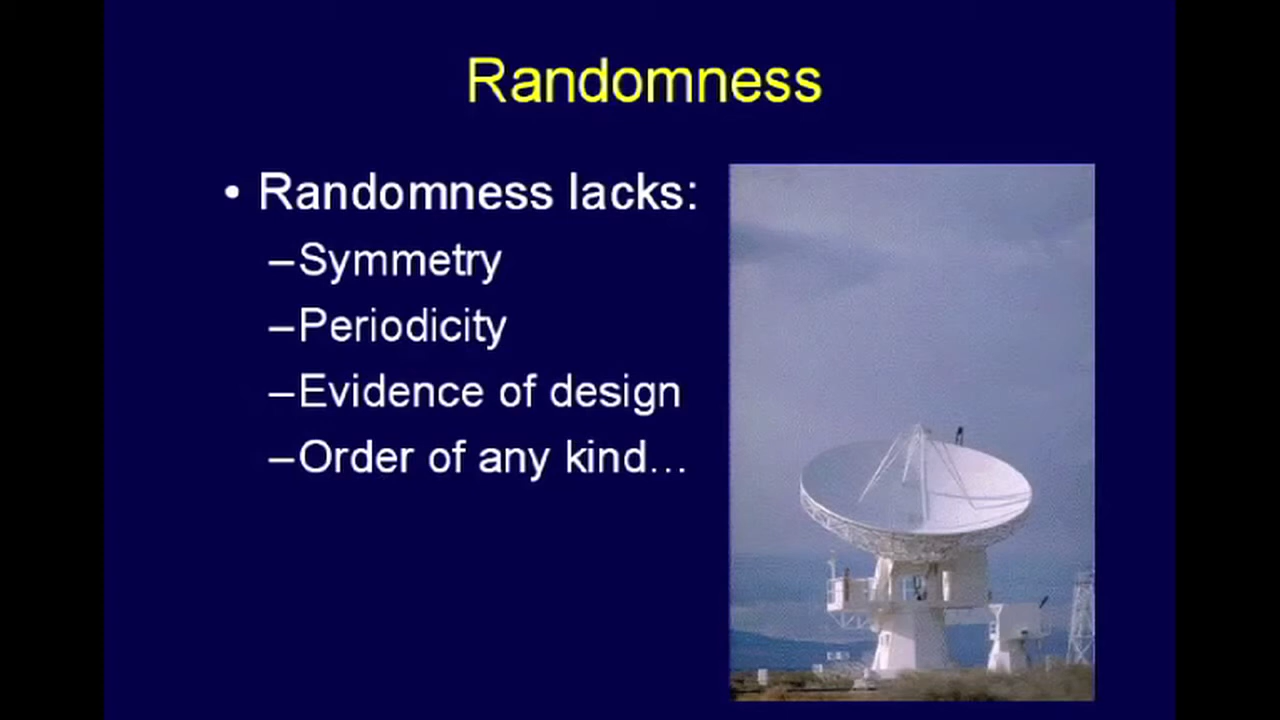 Randomness
• Randomness lacks:
–Symmetry
–Periodicity
–Evidence of design
–Order of any kind…